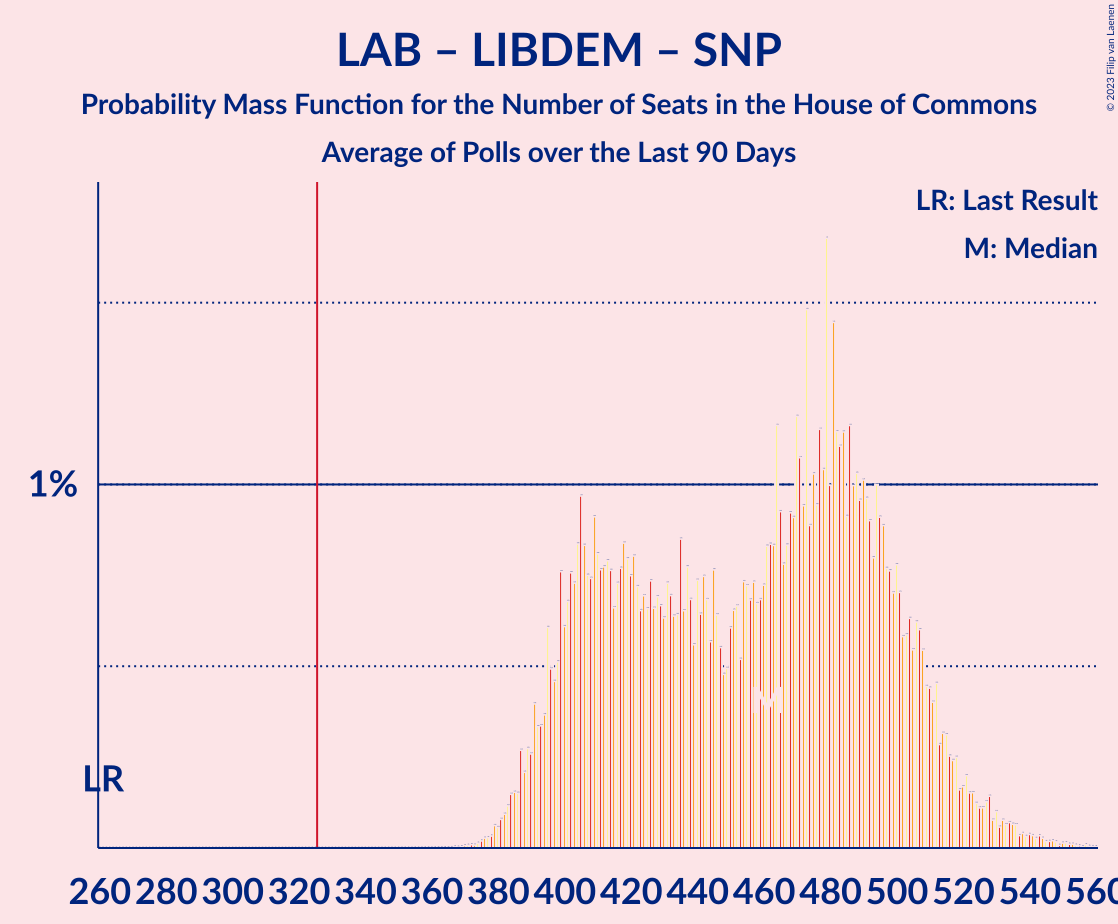 LAB – LIBDEM – SNP
Probability Mass Function for the Number of Seats in the House of Commons
Average of Polls over the Last 90 Days
© 2023 Filip van Laenen
LR: Last Result
M: Median
1%
LR
M
260 280 300 320 340 360 380 400 420 440 460 480 500 520 540 560